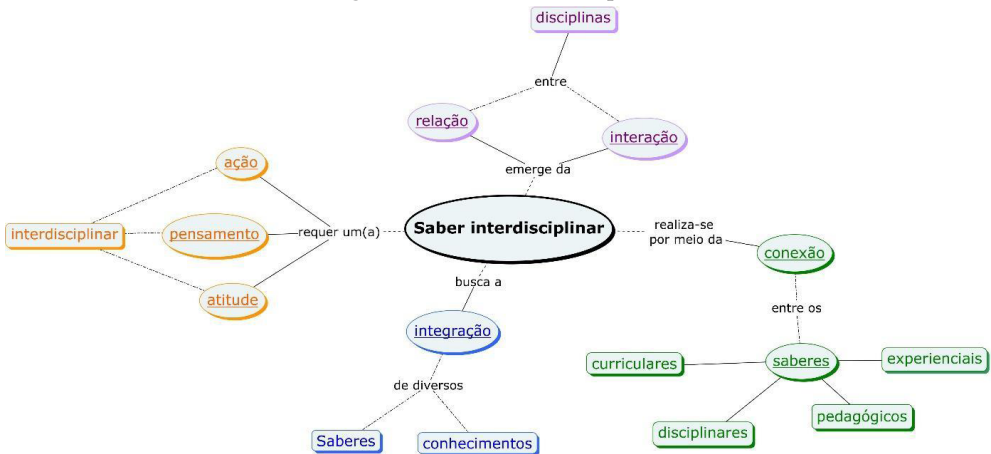 disciplinas
entre
relação
interação
emerge da
ação
interdisciplinar
pensamento
requer um(a)
atitude
Saber interdisciplinar
realiza-se
por meio da
conexão
busca a
integração
entre os
de diversos
saberes
curriculares
experienciais
pedagógicos
disciplinares
Saberes
conhecimentos